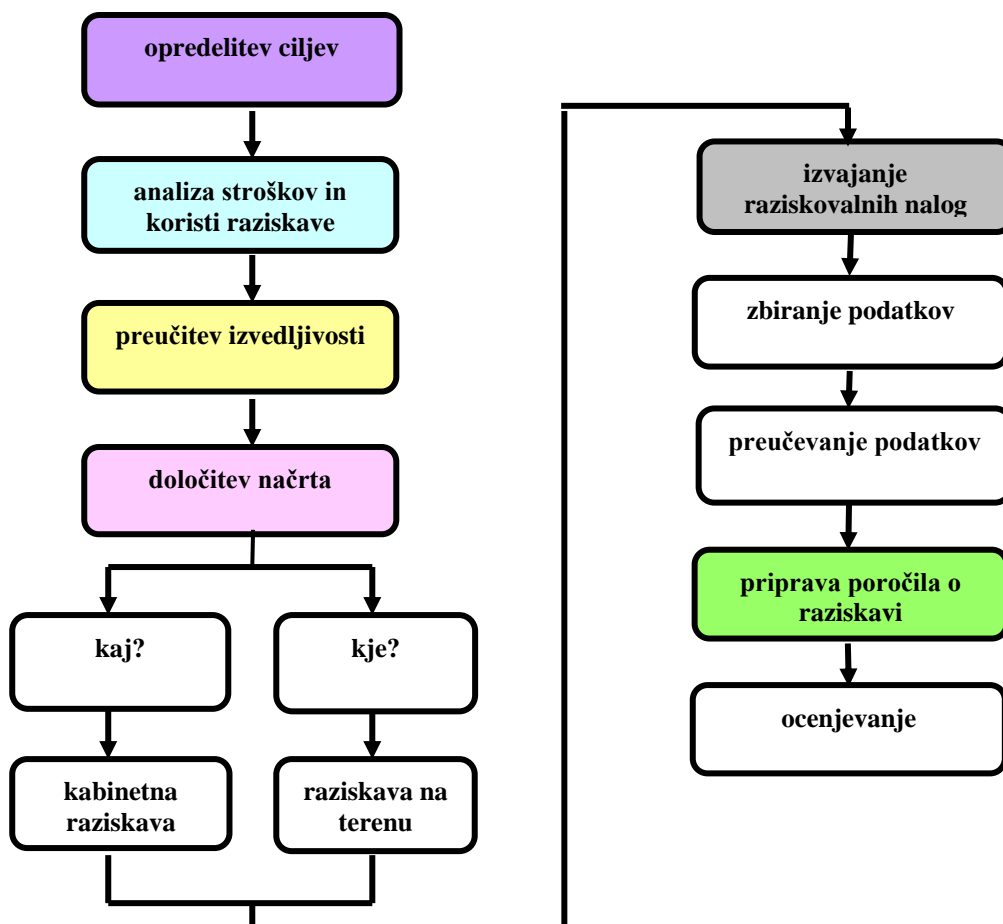 opredelitev ciljev
analiza stroškov in
koristi raziskave
preučitev izvedljivosti
določitev načrta
kaj?
kje?
kabinetna
raziskava
raziskava na
terenu
izvajanje
raziskovalnih nalog
zbiranje podatkov
preučevanje podatkov
priprava poročila o
raziskavi
ocenjevanje